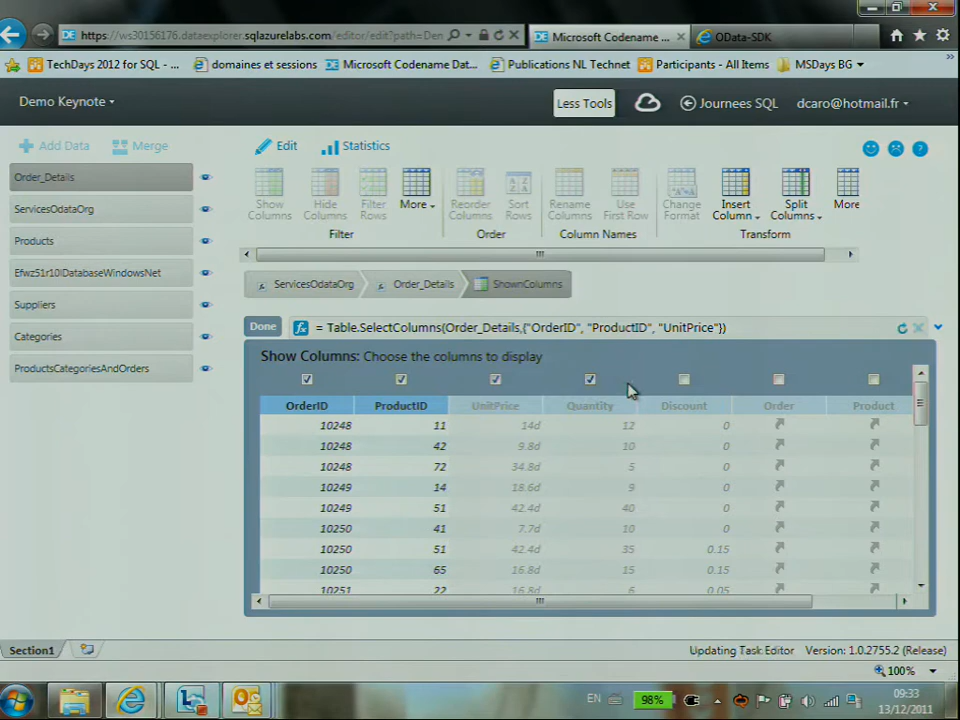 https://ws30156176.dataexplorer.sqlazurelabs.com/editor/edit?path=Den
Microsoft Codename ...
OData-SDK
TechDays 2012 for SQL - ...
domaines et sessions
Microsoft Codename Dat...
Publications NL Technet
Participants - All Items
MSDays BG
Demo Keynote
Less Tools
Journees SQL
dcaro@hotmail.fr
Add Data
Merge
Edit
Statistics
Order_Details
ServicesOdataOrg
Products
Efwz51r10lDatabaseWindowsNet
Suppliers
Categories
ProductsCategoriesAndOrders
Show Columns
Hide Columns
Filter Rows
More
Reorder Columns
Sort Rows
Rename Columns
Use First Row
Change Format
Insert Column
Split Columns
More
Filter
Order
Column Names
Transform
ServicesOdataOrg
Order_Details
ShownColumns
Done
fx
= Table.SelectColumns(Order_Details,{"OrderID", "ProductID", "UnitPrice"})
Show Columns: Choose the columns to display
OrderID ProductID UnitPrice Quantity Discount Order Product
10248 11 14d 12 0
10248 42 9.8d 10 0
10248 72 34.8d 5 0
10249 14 18.6d 9 0
10249 51 42.4d 40 0
10250 41 7.7d 10 0
10250 51 42.4d 35 0.15
10250 65 16.8d 15 0.15
10251 22 16.8d 6 0.05
Section1
Updating Task Editor
Version: 1.0.2755.2 (Release)
100%
EN
98%
09:33
13/12/2011